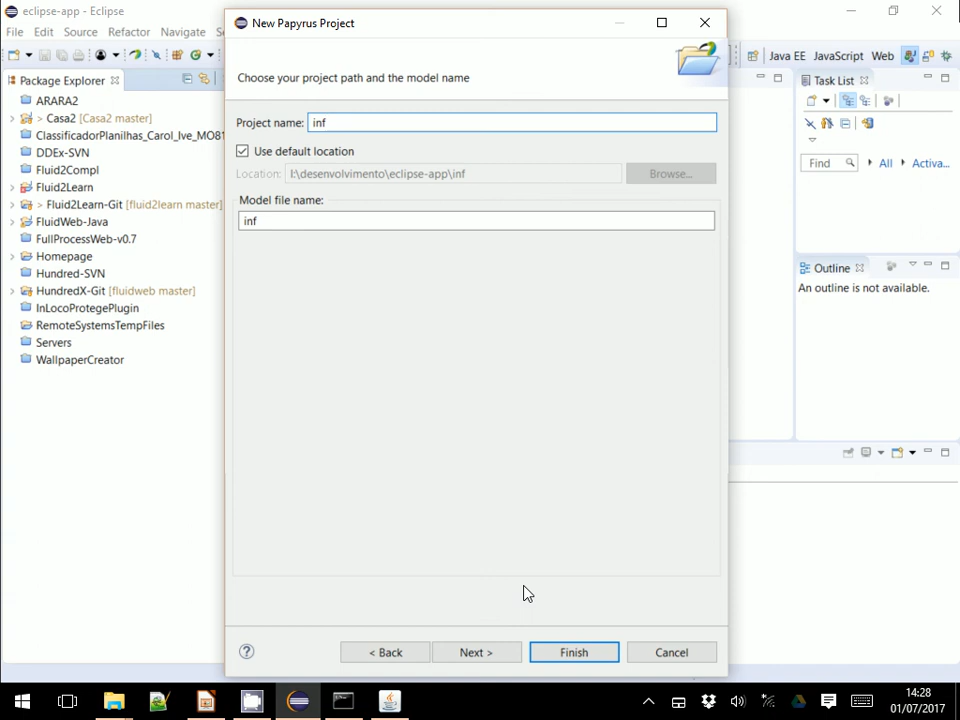 eclipse-app - Eclipse
File Edit Source Refactor Navigate
New Papyrus Project
Choose your project path and the model name
Project name: inf
Use default location
Location: I:\desenvolvimento\eclipse-app\inf Browse...
Model file name:
inf
< Back Next > Finish Cancel
Package Explorer
ARARA2
> Casa2 [Casa2 master]
ClassificadorPlanilhas_Carol_Ive_MO81
DDEx-SVN
Fluid2Compl
Fluid2Learn
> Fluid2Learn-Git [fluid2learn master]
FluidWeb-Java
FullProcessWeb-v0.7
Homepage
Hundred-SVN
HundredX-Git [fluidweb master]
InLocoProtegePlugin
RemoteSystemsTempFiles
Servers
WallpaperCreator
Java EE JavaScript Web
Task List
Find All Activa...
Outline
An outline is not available.
14:28
01/07/2017